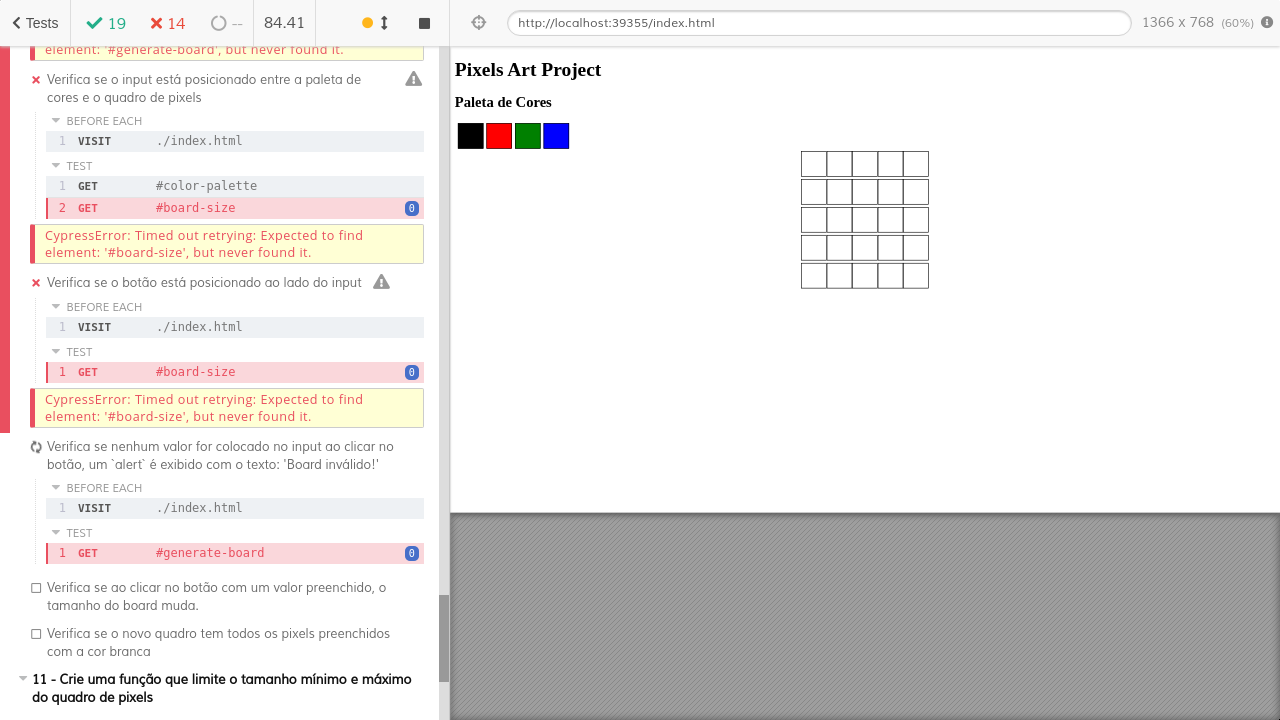 Tests 19 14 -- 84.41
http://localhost:39355/index.html 1366 x 768 (60%)
element: '#generate-board', but never found it.
Verifica se o input está posicionado entre a paleta de
cores e o quadro de pixels
BEFORE EACH
1 VISIT ./index.html
TEST
1 GET #color-palette
2 GET #board-size 0
CypressError: Timed out retrying: Expected to find
element: '#board-size', but never found it.
Verifica se o botão está posicionado ao lado do input
BEFORE EACH
1 VISIT ./index.html
TEST
1 GET #board-size 0
CypressError: Timed out retrying: Expected to find
element: '#board-size', but never found it.
Verifica se nenhum valor for colocado no input ao clicar no
botão, um `alert` é exibido com o texto: 'Board inválido!'
BEFORE EACH
1 VISIT ./index.html
TEST
1 GET #generate-board 0
Verifica se ao clicar no botão com um valor preenchido, o
tamanho do board muda.
Verifica se o novo quadro tem todos os pixels preenchidos
com a cor branca
11 - Crie uma função que limite o tamanho mínimo e máximo
do quadro de pixels
Pixels Art Project
Paleta de Cores